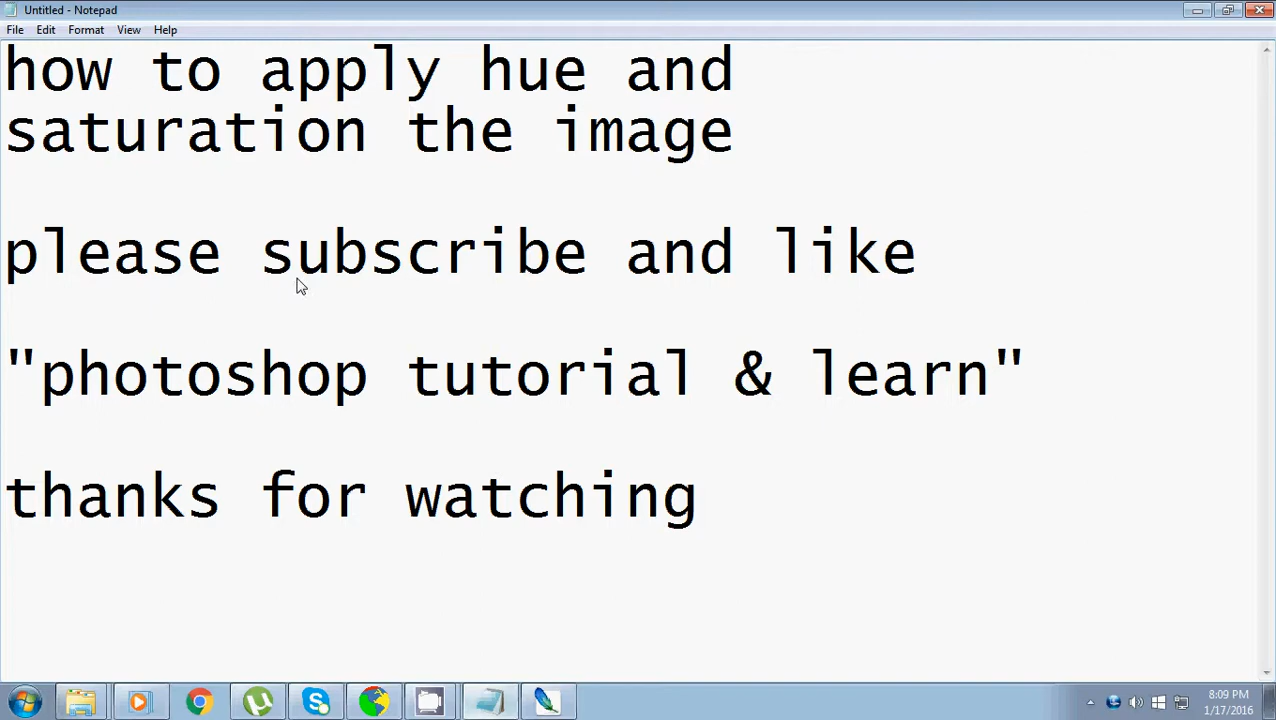 Untitled - Notepad
File Edit Format View Help
how to apply hue and
saturation the image
please subscribe and like
"photoshop tutorial & learn"
thanks for watching
8:09 PM
1/17/2016